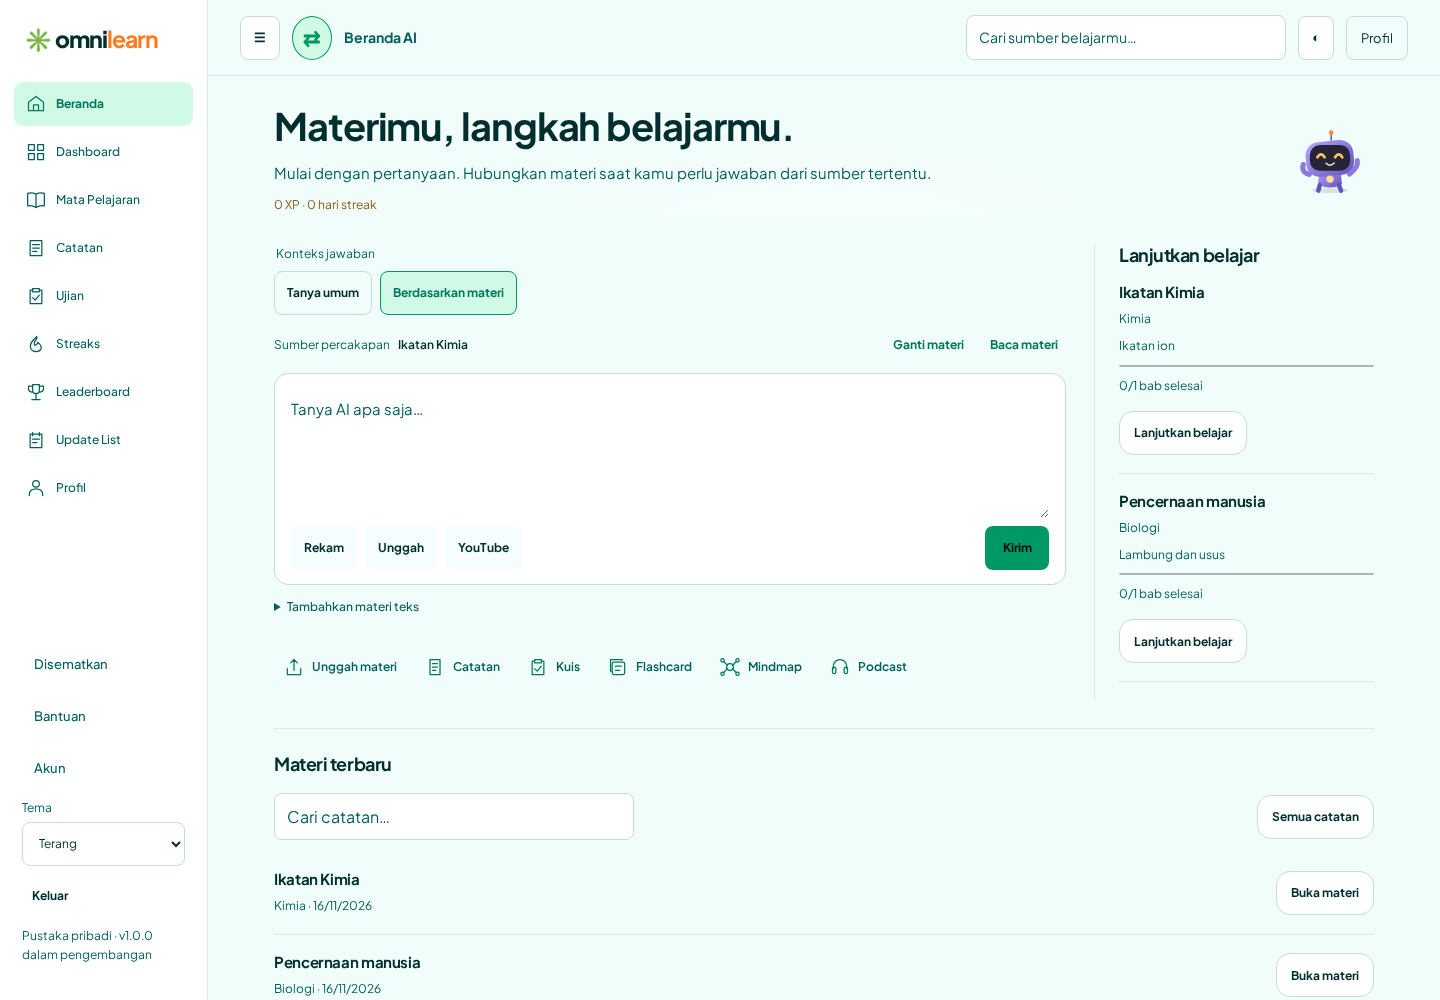 omnilearn
Beranda
Dashboard
Mata Pelajaran
Catatan
Ujian
Streaks
Leaderboard
Update List
Profil
Disematkan
Bantuan
Akun
Tema
Terang
Keluar
Pustaka pribadi · v1.0.0
dalam pengembangan
Beranda AI
Cari sumber belajarmu…
Profil
Materimu, langkah belajarmu.
Mulai dengan pertanyaan. Hubungkan materi saat kamu perlu jawaban dari sumber tertentu.
0 XP · 0 hari streak
Konteks jawaban
Tanya umum
Berdasarkan materi
Sumber percakapan Ikatan Kimia
Ganti materi
Baca materi
Tanya AI apa saja…
Rekam
Unggah
YouTube
Kirim
Tambahkan materi teks
Unggah materi
Catatan
Kuis
Flashcard
Mindmap
Podcast
Lanjutkan belajar
Ikatan Kimia
Kimia
Ikatan ion
0/1 bab selesai
Lanjutkan belajar
Pencernaan manusia
Biologi
Lambung dan usus
0/1 bab selesai
Lanjutkan belajar
Materi terbaru
Cari catatan…
Semua catatan
Ikatan Kimia
Kimia · 16/11/2026
Buka materi
Pencernaan manusia
Biologi · 16/11/2026
Buka materi